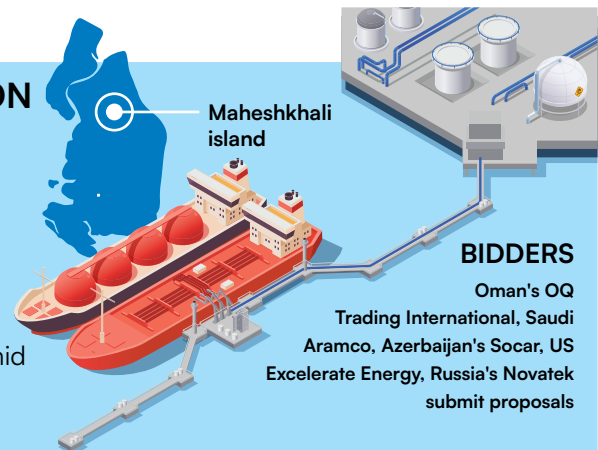 ON
Maheshkhali
island
BIDDERS
Oman's OQ
Trading International, Saudi
Aramco, Azerbaijan's Socar, US
Excelerate Energy, Russia's Novatek
submit proposals